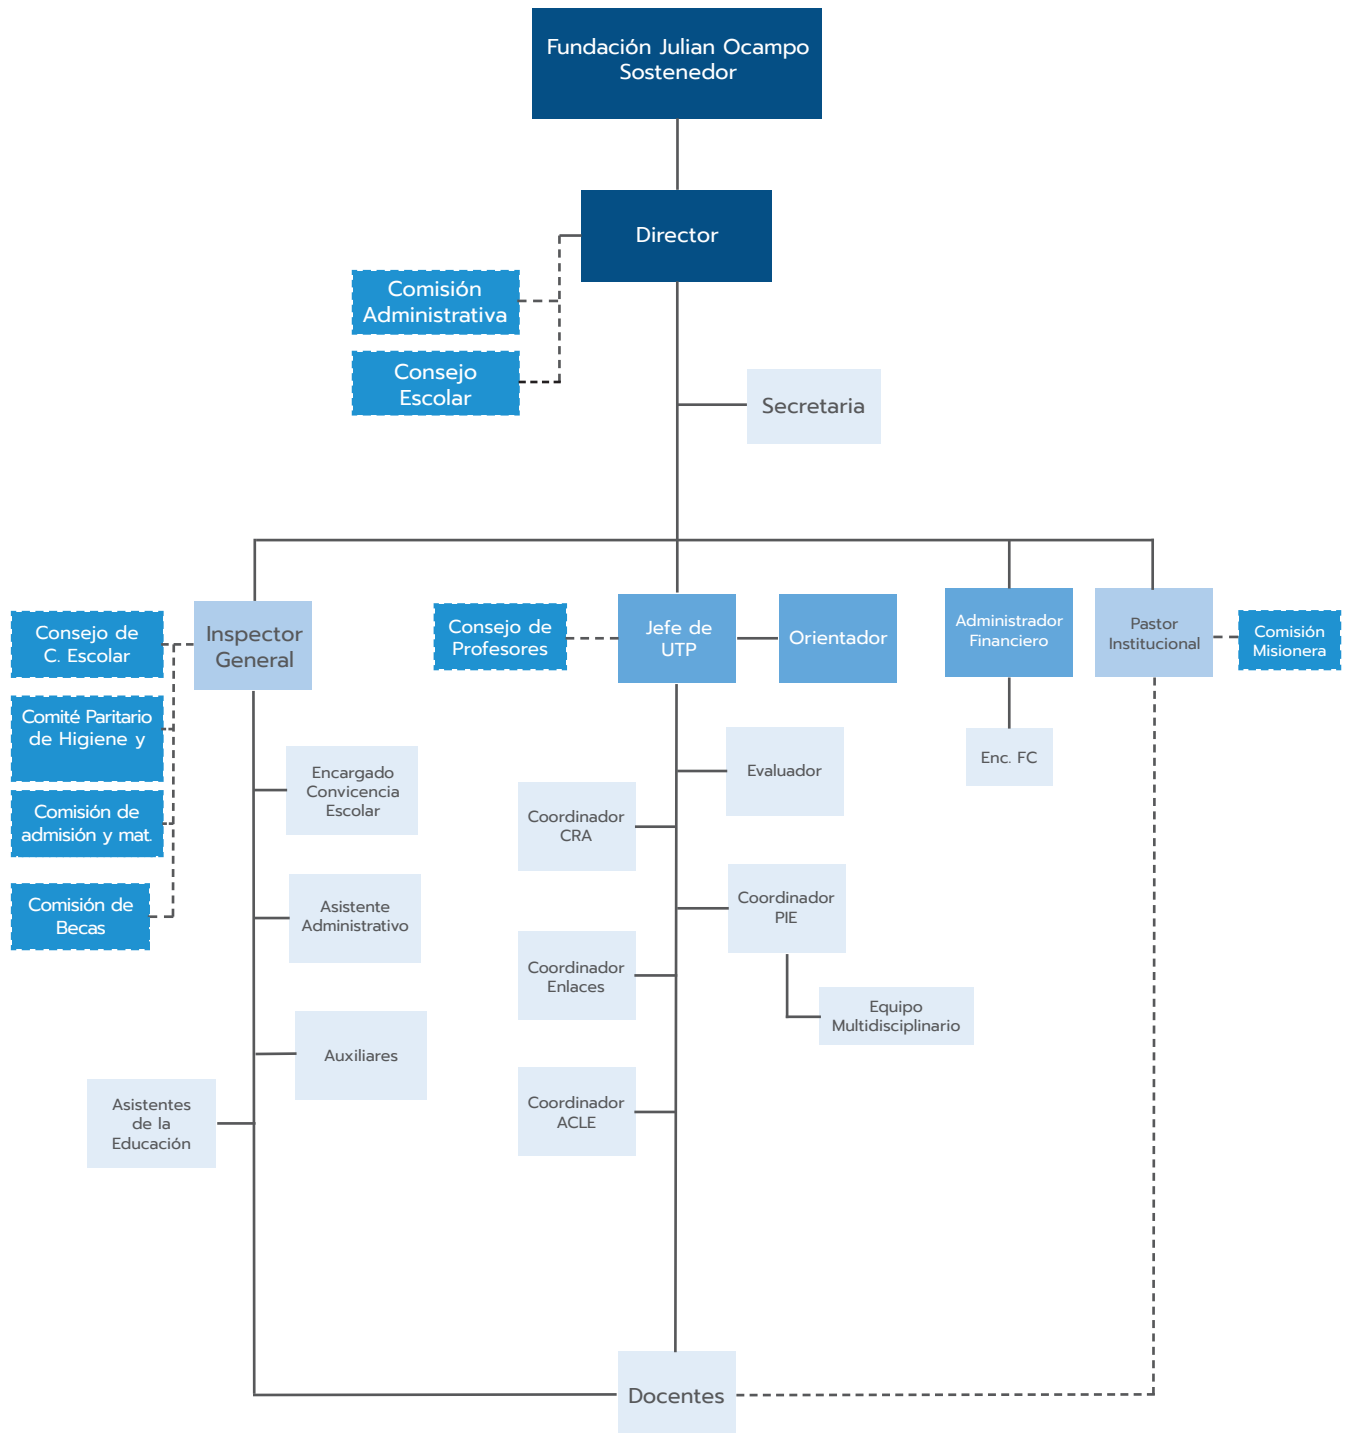 Fundación Julian Ocampo
Sostenedor
Director
Comisión
Administrativa
Consejo
Escolar
Secretaria
Consejo de
C. Escolar
Inspector
General
Consejo de
Profesores
Jefe de
UTP
Orientador
Administrador
Financiero
Pastor
Institucional
Comisión
Misionera
Comité Paritario
de Higiene y
Comisión de
admisión y mat.
Comisión de
Becas
Encargado
Convicencia
Escolar
Asistente
Administrativo
Auxiliares
Asistentes
de la
Educación
Evaluador
Coordinador
CRA
Coordinador
PIE
Coordinador
Enlaces
Equipo
Multidisciplinario
Coordinador
ACLE
Enc. FC
Docentes